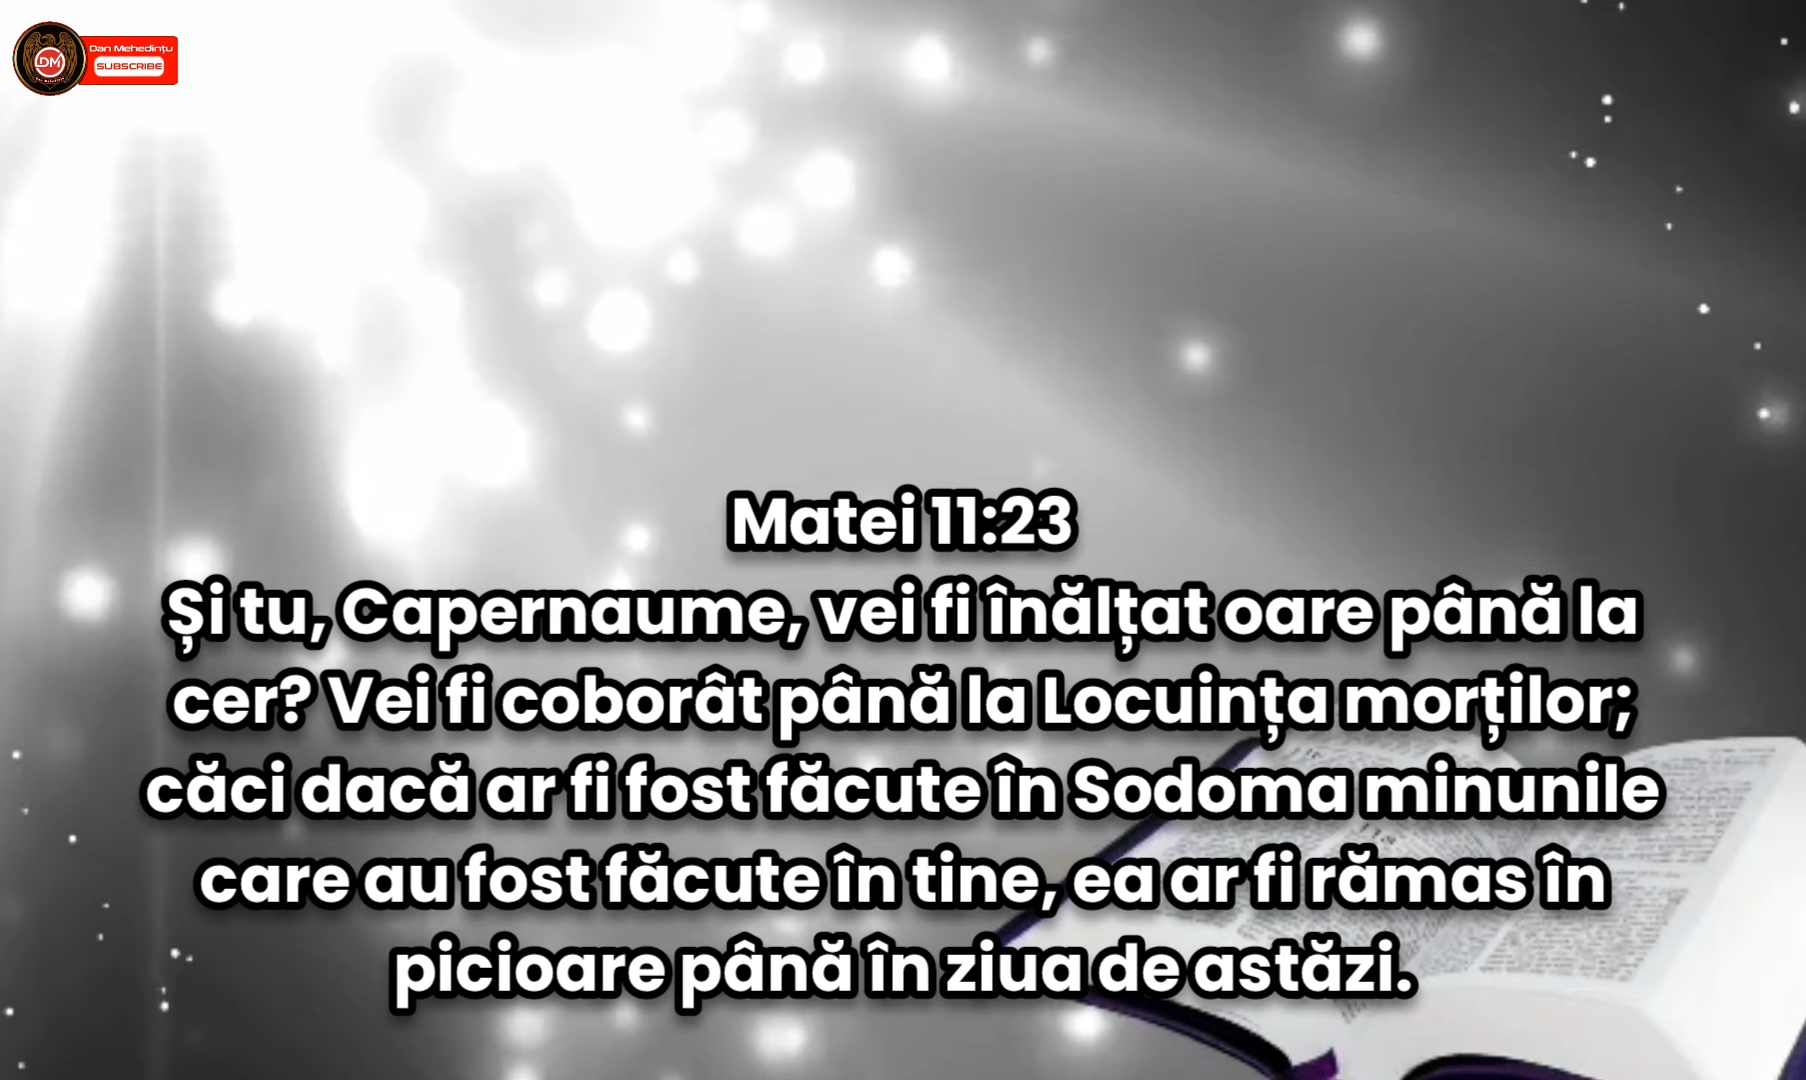 Dan Mehedințu
SUBSCRIBE
DM
Matei 11:23
Și tu, Capernaume, vei fi înălțat oare până la
cer? Vei fi coborât până la Locuința morților;
căci dacă ar fi fost făcute în Sodoma minunile
care au fost făcute în tine, ea ar fi rămas în
picioare până în ziua de astăzi.